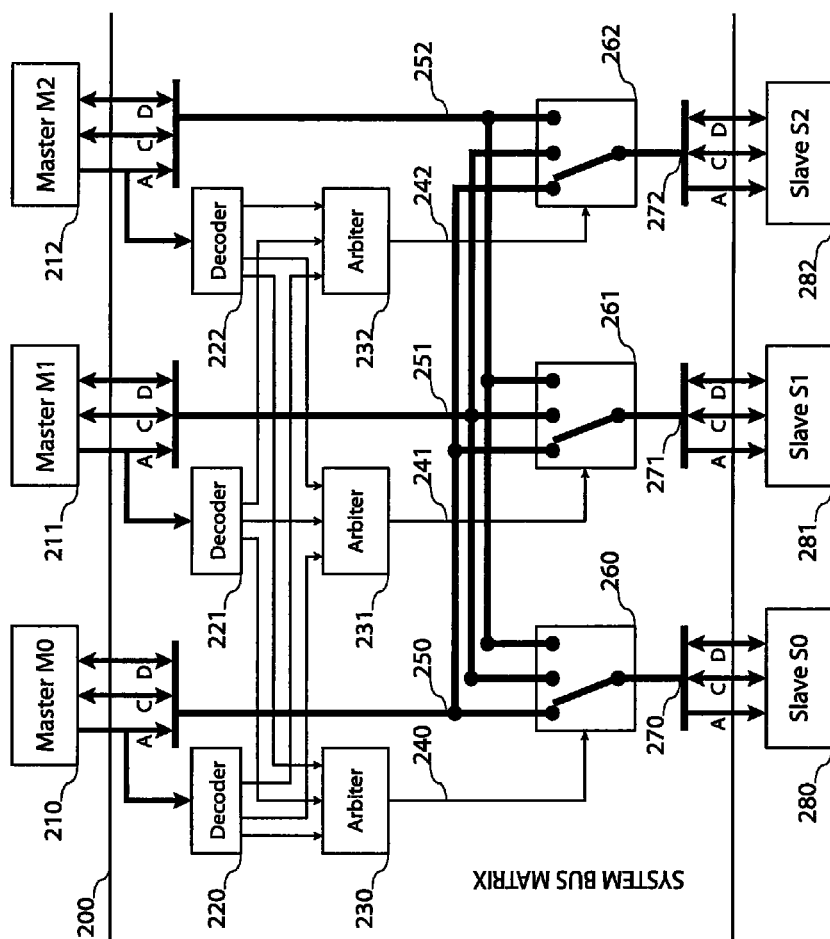 Master M0
Master M1
Master M2
210
211
212
A
C
D
A
C
D
A
C
D
200
Decoder
Decoder
Decoder
220
221
222
Arbiter
Arbiter
Arbiter
230
231
232
240
250
241
251
242
252
260
261
262
SYSTEM BUS MATRIX
270
271
272
A
C
D
A
C
D
A
C
D
Slave S0
Slave S1
Slave S2
280
281
282